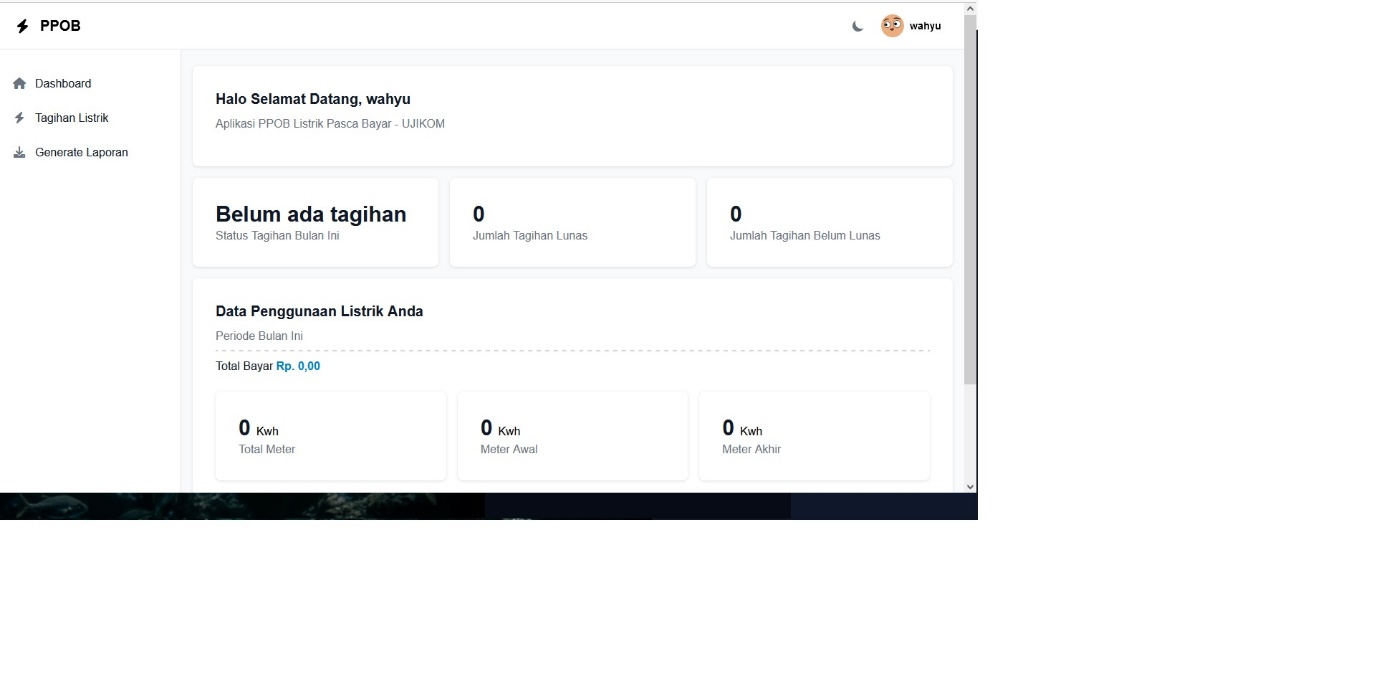 PPOB
wahyu
Dashboard
Tagihan Listrik
Generate Laporan
Halo Selamat Datang, wahyu
Aplikasi PPOB Listrik Pasca Bayar - UJIKOM
Belum ada tagihan
Status Tagihan Bulan Ini
0
Jumlah Tagihan Lunas
0
Jumlah Tagihan Belum Lunas
Data Penggunaan Listrik Anda
Periode Bulan Ini
Total Bayar Rp. 0,00
0 Kwh
Total Meter
0 Kwh
Meter Awal
0 Kwh
Meter Akhir